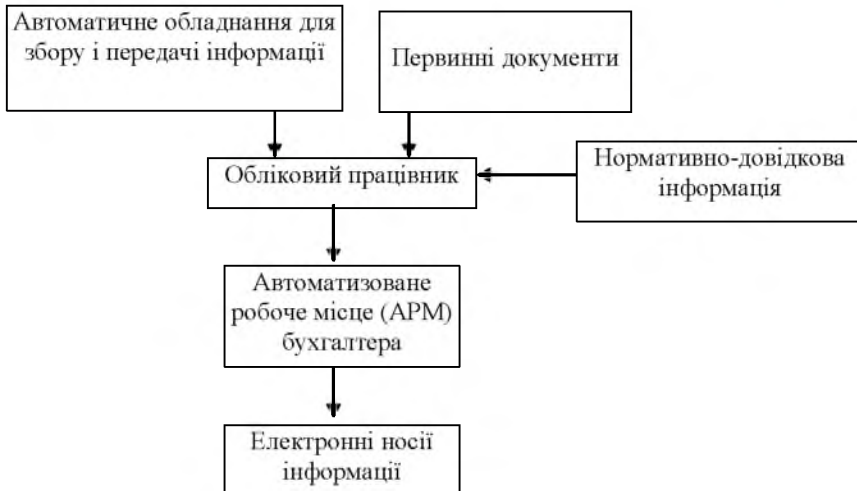 Автоматичне обладнання для
збору і передачі інформації
Первинні документи
Обліковий працівник
Нормативно-довідкова
інформація
Автоматизоване
робоче місце (АРМ)
бухгалтера
Електронні носії
інформації